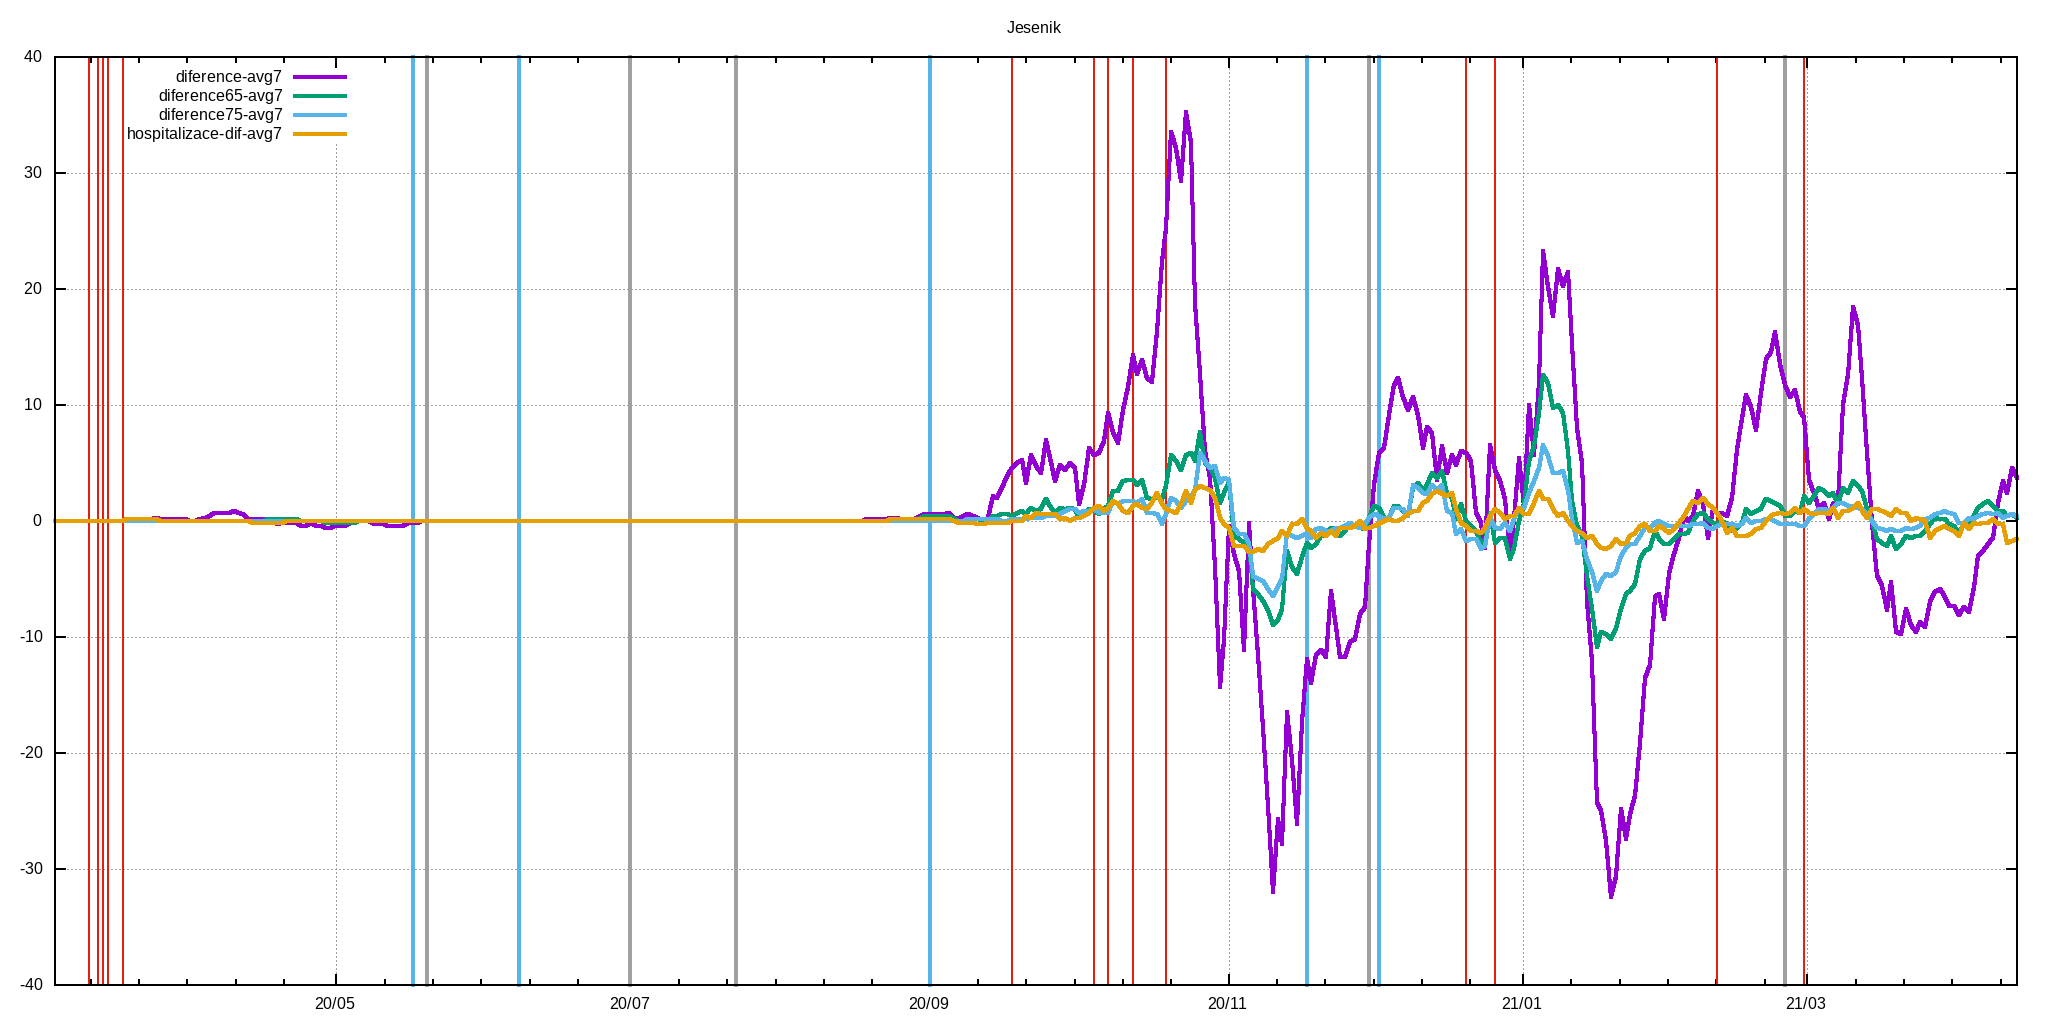 Jesenik
diference-avg7
diference65-avg7
diference75-avg7
hospitalizace-dif-avg7
40
30
20
10
0
-10
-20
-30
-40
20/05 20/07 20/09 20/11 21/01 21/03